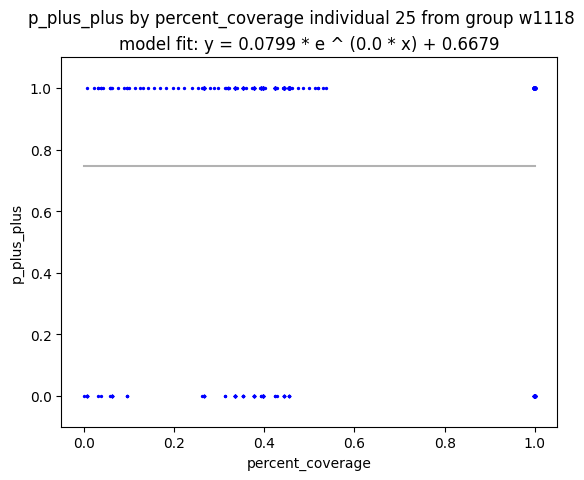 p_plus_plus by percent_coverage individual 25 from group w1118
model fit: y = 0.0799 * e ^ (0.0 * x) + 0.6679
1.0
0.8
0.6
0.4
0.2
0.0
p_plus_plus
0.0 0.2 0.4 0.6 0.8 1.0
percent_coverage